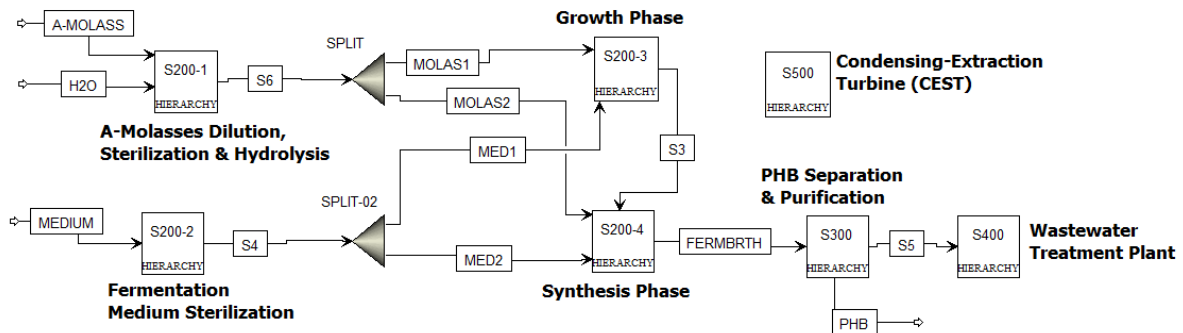 Growth Phase
A-MOLASS
SPLIT
MOLAS1
S200-3
HIERARCHY
S500
HIERARCHY
Condensing-Extraction
Turbine (CEST)
S200-1
HIERARCHY
S6
H2O
MOLAS2
A-Molasses Dilution,
Sterilization & Hydrolysis
MED1
S3
PHB Separation
& Purification
SPLIT-02
MEDIUM
S200-2
HIERARCHY
S4
MED2
S200-4
HIERARCHY
FERMBRTH
S300
HIERARCHY
S5
S400
HIERARCHY
Wastewater
Treatment Plant
Fermentation
Medium Sterilization
Synthesis Phase
PHB